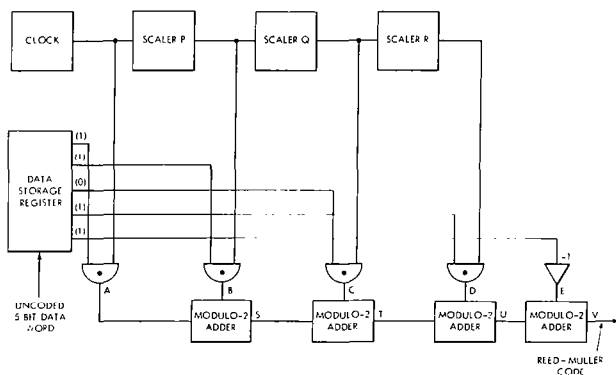 CLOCK
SCALER P
SCALER Q
SCALER R
(1)
(1)
(0)
(1)
(1)
DATA
STORAGE
REGISTER
UNCODED
5 BIT DATA
WORD
-1
A
B
C
D
E
MODULO-2
ADDER
S
MODULO-2
ADDER
T
MODULO-2
ADDER
U
MODULO-2
ADDER
V
REED-MULLER
CODE